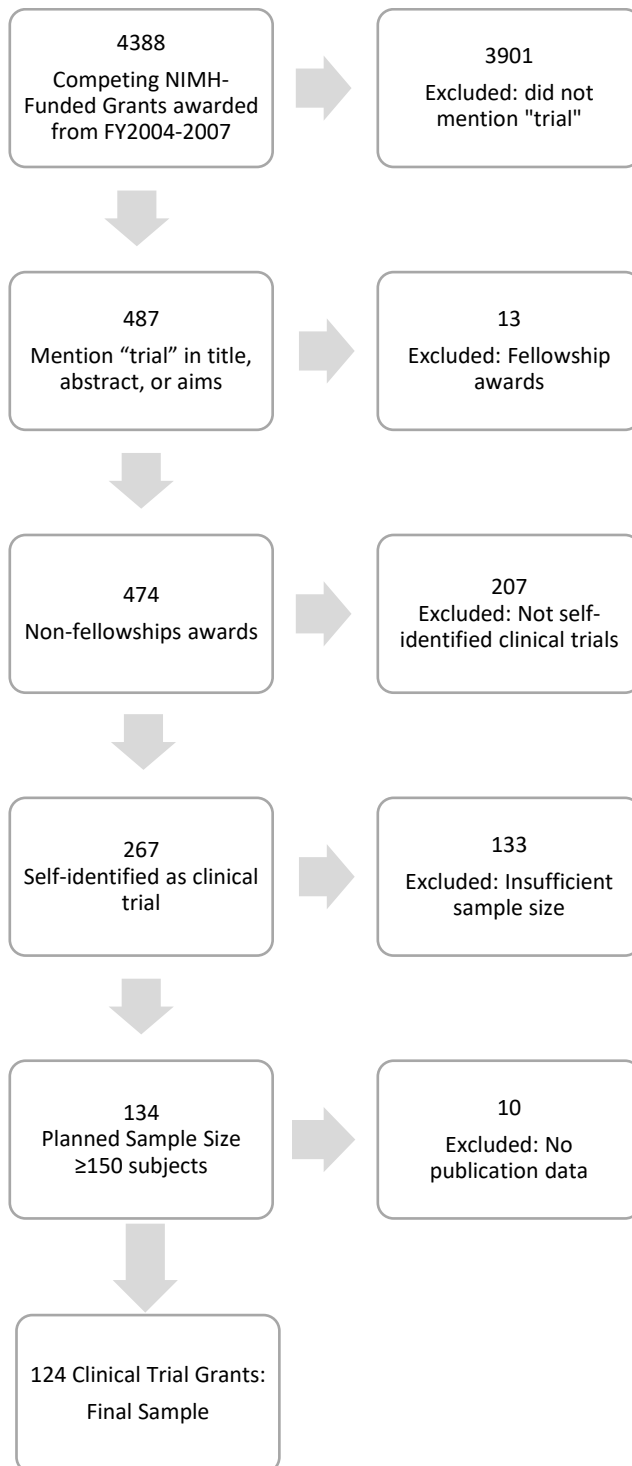 4388
Competing NIMH-
Funded Grants awarded
from FY2004-2007
3901
Excluded: did not
mention "trial"
487
Mention “trial” in title,
abstract, or aims
13
Excluded: Fellowship
awards
474
Non-fellowships awards
207
Excluded: Not self-
identified clinical trials
267
Self-identified as clinical
trial
133
Excluded: Insufficient
sample size
134
Planned Sample Size
≥150 subjects
10
Excluded: No
publication data
124 Clinical Trial Grants:
Final Sample